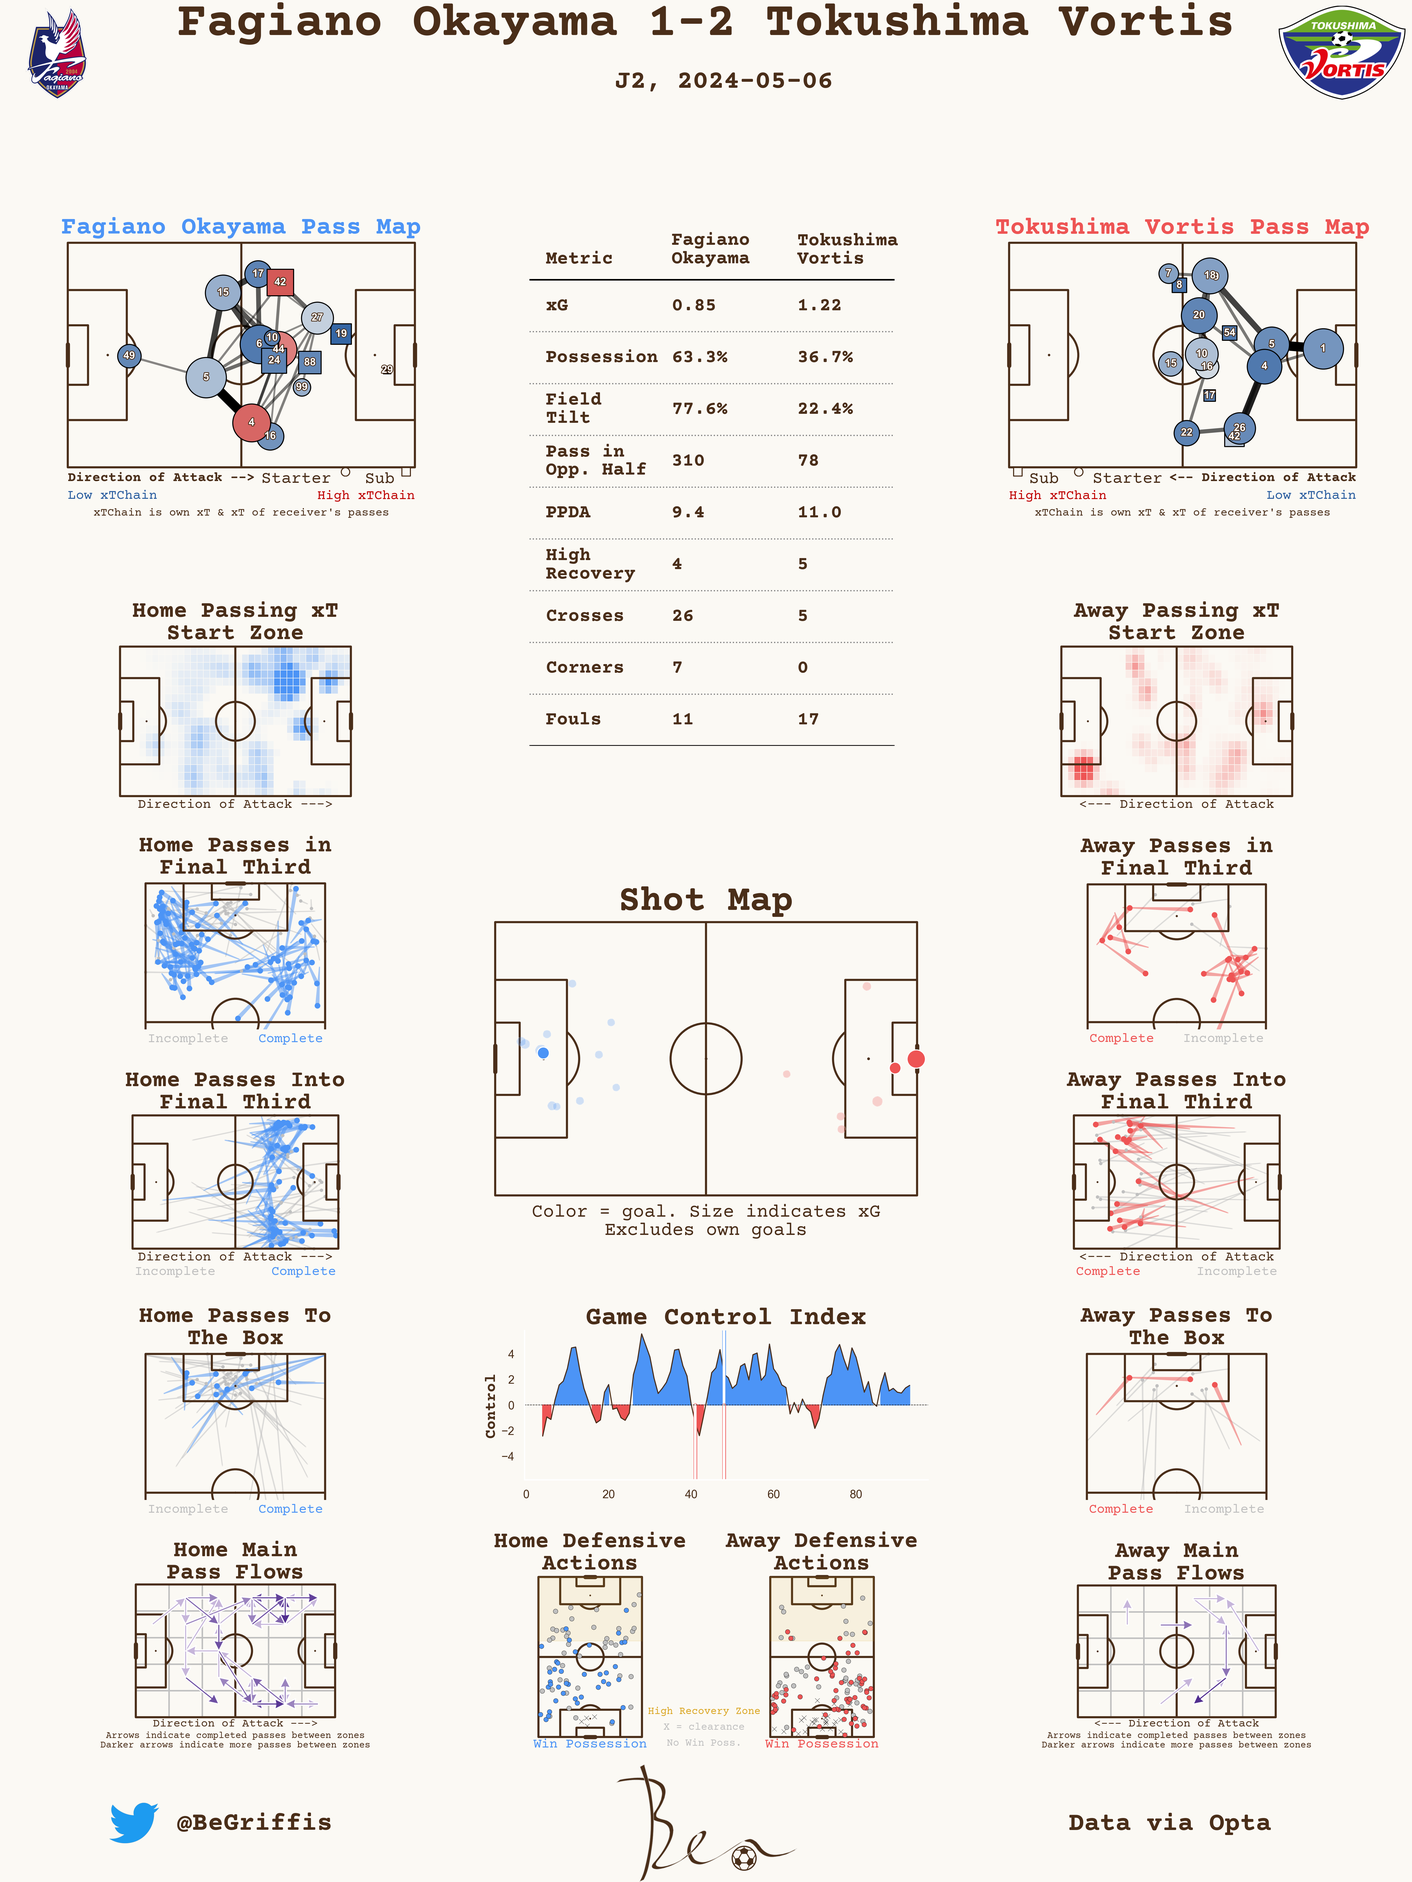 Fagiano Okayama 1-2 Tokushima Vortis
J2, 2024-05-06
Fagiano
OKAYAMA
TOKUSHIMA
VORTIS
Fagiano Okayama Pass Map
17
42
15
27
19
10
6
44
24
88
49
29
5
99
4
16
Direction of Attack --> Starter Sub
Low xTChain High xTChain
xTChain is own xT & xT of receiver's passes
Metric Fagiano Okayama Tokushima Vortis
xG 0.85 1.22
Possession 63.3% 36.7%
Field Tilt 77.6% 22.4%
Pass in Opp. Half 310 78
PPDA 9.4 11.0
High Recovery 4 5
Crosses 26 5
Corners 7 0
Fouls 11 17
Tokushima Vortis Pass Map
7
18
8
20
54
5
1
10
15
16
4
17
22
26
42
Sub Starter <-- Direction of Attack
High xTChain Low xTChain
xTChain is own xT & xT of receiver's passes
Home Passing xT
Start Zone
Direction of Attack --->
Away Passing xT
Start Zone
<--- Direction of Attack
Home Passes in
Final Third
Incomplete Complete
Away Passes in
Final Third
Complete Incomplete
Shot Map
Color = goal. Size indicates xG
Excludes own goals
Home Passes Into
Final Third
Direction of Attack --->
Incomplete Complete
Away Passes Into
Final Third
<--- Direction of Attack
Complete Incomplete
Home Passes To
The Box
Incomplete Complete
Game Control Index
Control
4
2
0
−2
−4
0 20 40 60 80
Away Passes To
The Box
Complete Incomplete
Home Main
Pass Flows
Direction of Attack --->
Arrows indicate completed passes between zones
Darker arrows indicate more passes between zones
Home Defensive
Actions
Win Possession
High Recovery Zone
X = clearance
No Win Poss.
Away Defensive
Actions
Win Possession
Away Main
Pass Flows
<--- Direction of Attack
Arrows indicate completed passes between zones
Darker arrows indicate more passes between zones
@BeGriffis
Ben
Data via Opta